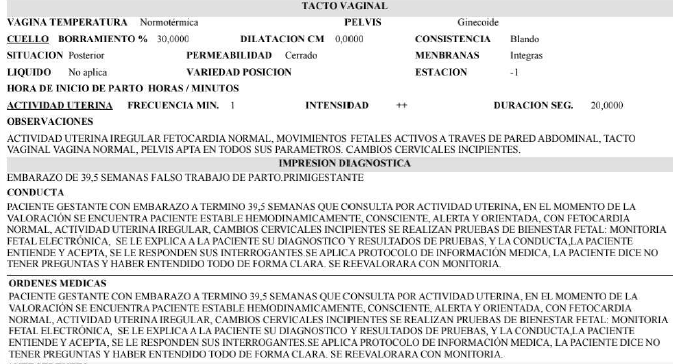 TACTO VAGINAL
VAGINA TEMPERATURA Normotérmica PELVIS Ginecoide
CUELLO BORRAMIENTO % 30,0000 DILATACION CM 0,0000 CONSISTENCIA Blando
SITUACION Posterior PERMEABILIDAD Cerrado MENBRANAS Integras
LIQUIDO No aplica VARIEDAD POSICION ESTACION -1
HORA DE INICIO DE PARTO HORAS / MINUTOS
ACTIVIDAD UTERINA FRECUENCIA MIN. 1 INTENSIDAD ++ DURACION SEG. 20,0000
OBSERVACIONES
ACTIVIDAD UTERINA IREGULAR FETOCARDIA NORMAL, MOVIMIENTOS FETALES ACTIVOS A TRAVES DE PARED ABDOMINAL, TACTO
VAGINAL VAGINA NORMAL, PELVIS APTA EN TODOS SUS PARAMETROS. CAMBIOS CERVICALES INCIPIENTES.
IMPRESION DIAGNOSTICA
EMBARAZO DE 39,5 SEMANAS FALSO TRABAJO DE PARTO.PRIMIGESTANTE
CONDUCTA
PACIENTE GESTANTE CON EMBARAZO A TERMINO 39,5 SEMANAS QUE CONSULTA POR ACTIVIDAD UTERINA, EN EL MOMENTO DE LA
VALORACIÓN SE ENCUENTRA PACIENTE ESTABLE HEMODINAMICAMENTE, CONSCIENTE, ALERTA Y ORIENTADA, CON FETOCARDIA
NORMAL, ACTIVIDAD UTERINA IREGULAR, CAMBIOS CERVICALES INCIPIENTES SE REALIZAN PRUEBAS DE BIENESTAR FETAL: MONITORIA
FETAL ELECTRÓNICA, SE LE EXPLICA A LA PACIENTE SU DIAGNOSTICO Y RESULTADOS DE PRUEBAS, Y LA CONDUCTA,LA PACIENTE
ENTIENDE Y ACEPTA, SE LE RESPONDEN SUS INTERROGANTES.SE APLICA PROTOCOLO DE INFORMACIÓN MEDICA, LA PACIENTE DICE NO
TENER PREGUNTAS Y HABER ENTENDIDO TODO DE FORMA CLARA. SE REEVALORARA CON MONITORIA.
ORDENES MEDICAS
PACIENTE GESTANTE CON EMBARAZO A TERMINO 39,5 SEMANAS QUE CONSULTA POR ACTIVIDAD UTERINA, EN EL MOMENTO DE LA
VALORACIÓN SE ENCUENTRA PACIENTE ESTABLE HEMODINAMICAMENTE, CONSCIENTE, ALERTA Y ORIENTADA, CON FETOCARDIA
NORMAL, ACTIVIDAD UTERINA IREGULAR, CAMBIOS CERVICALES INCIPIENTES SE REALIZAN PRUEBAS DE BIENESTAR FETAL: MONITORIA
FETAL ELECTRÓNICA, SE LE EXPLICA A LA PACIENTE SU DIAGNOSTICO Y RESULTADOS DE PRUEBAS, Y LA CONDUCTA,LA PACIENTE
ENTIENDE Y ACEPTA, SE LE RESPONDEN SUS INTERROGANTES.SE APLICA PROTOCOLO DE INFORMACIÓN MEDICA, LA PACIENTE DICE NO
TENER PREGUNTAS Y HABER ENTENDIDO TODO DE FORMA CLARA. SE REEVALORARA CON MONITORIA.